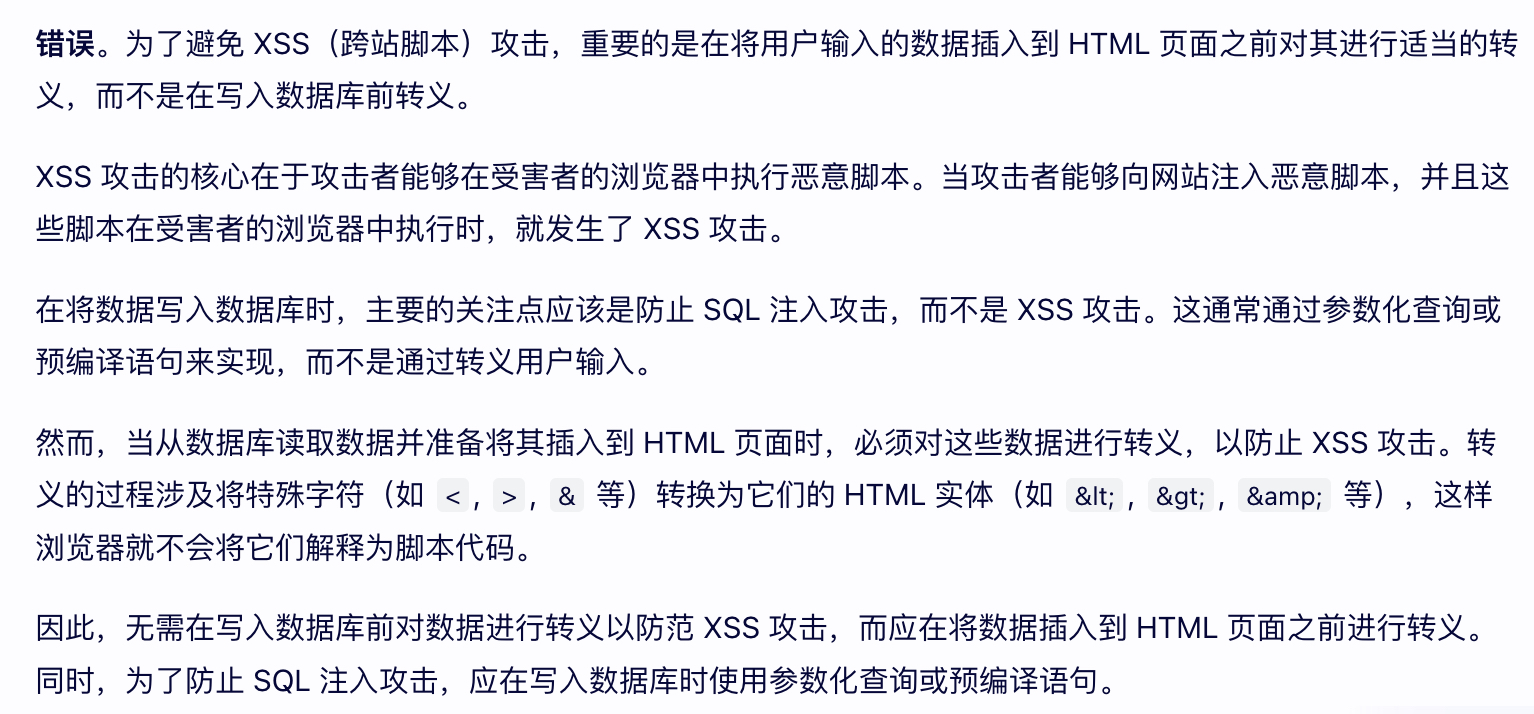 错误。为了避免 XSS（跨站脚本）攻击，重要的是在将用户输入的数据插入到 HTML 页面之前对其进行适当的转
义，而不是在写入数据库前转义。
XSS 攻击的核心在于攻击者能够在受害者的浏览器中执行恶意脚本。当攻击者能够向网站注入恶意脚本，并且这
些脚本在受害者的浏览器中执行时，就发生了 XSS 攻击。
在将数据写入数据库时，主要的关注点应该是防止 SQL 注入攻击，而不是 XSS 攻击。这通常通过参数化查询或
预编译语句来实现，而不是通过转义用户输入。
然而，当从数据库读取数据并准备将其插入到 HTML 页面时，必须对这些数据进行转义，以防止 XSS 攻击。转
义的过程涉及将特殊字符（如 <, >, & 等）转换为它们的 HTML 实体（如 &lt;, &gt;, &amp; 等），这样
浏览器就不会将它们解释为脚本代码。
因此，无需在写入数据库前对数据进行转义以防范 XSS 攻击，而应在将数据插入到 HTML 页面之前进行转义。
同时，为了防止 SQL 注入攻击，应在写入数据库时使用参数化查询或预编译语句。